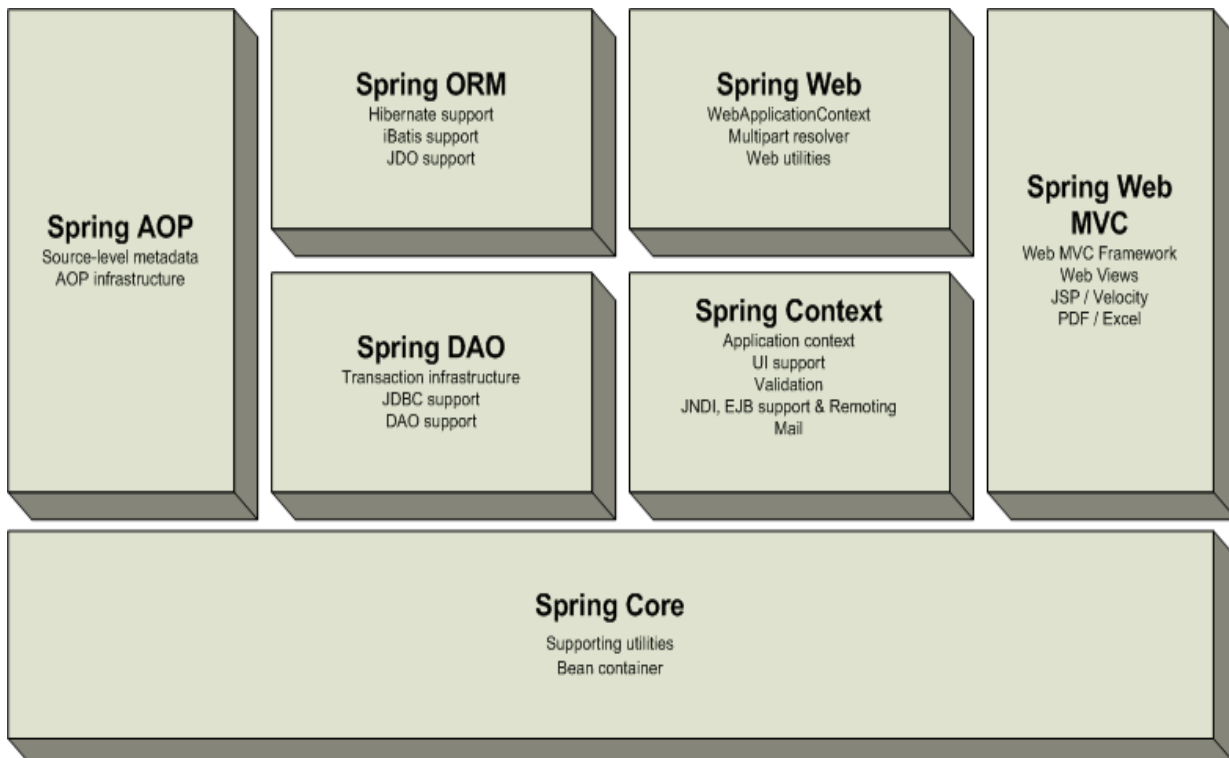 Spring AOP
Source-level metadata
AOP infrastructure
Spring ORM
Hibernate support
iBatis support
JDO support
Spring DAO
Transaction infrastructure
JDBC support
DAO support
Spring Web
WebApplicationContext
Multipart resolver
Web utilities
Spring Context
Application context
UI support
Validation
JNDI, EJB support & Remoting
Mail
Spring Web
MVC
Web MVC Framework
Web Views
JSP / Velocity
PDF / Excel
Spring Core
Supporting utilities
Bean container